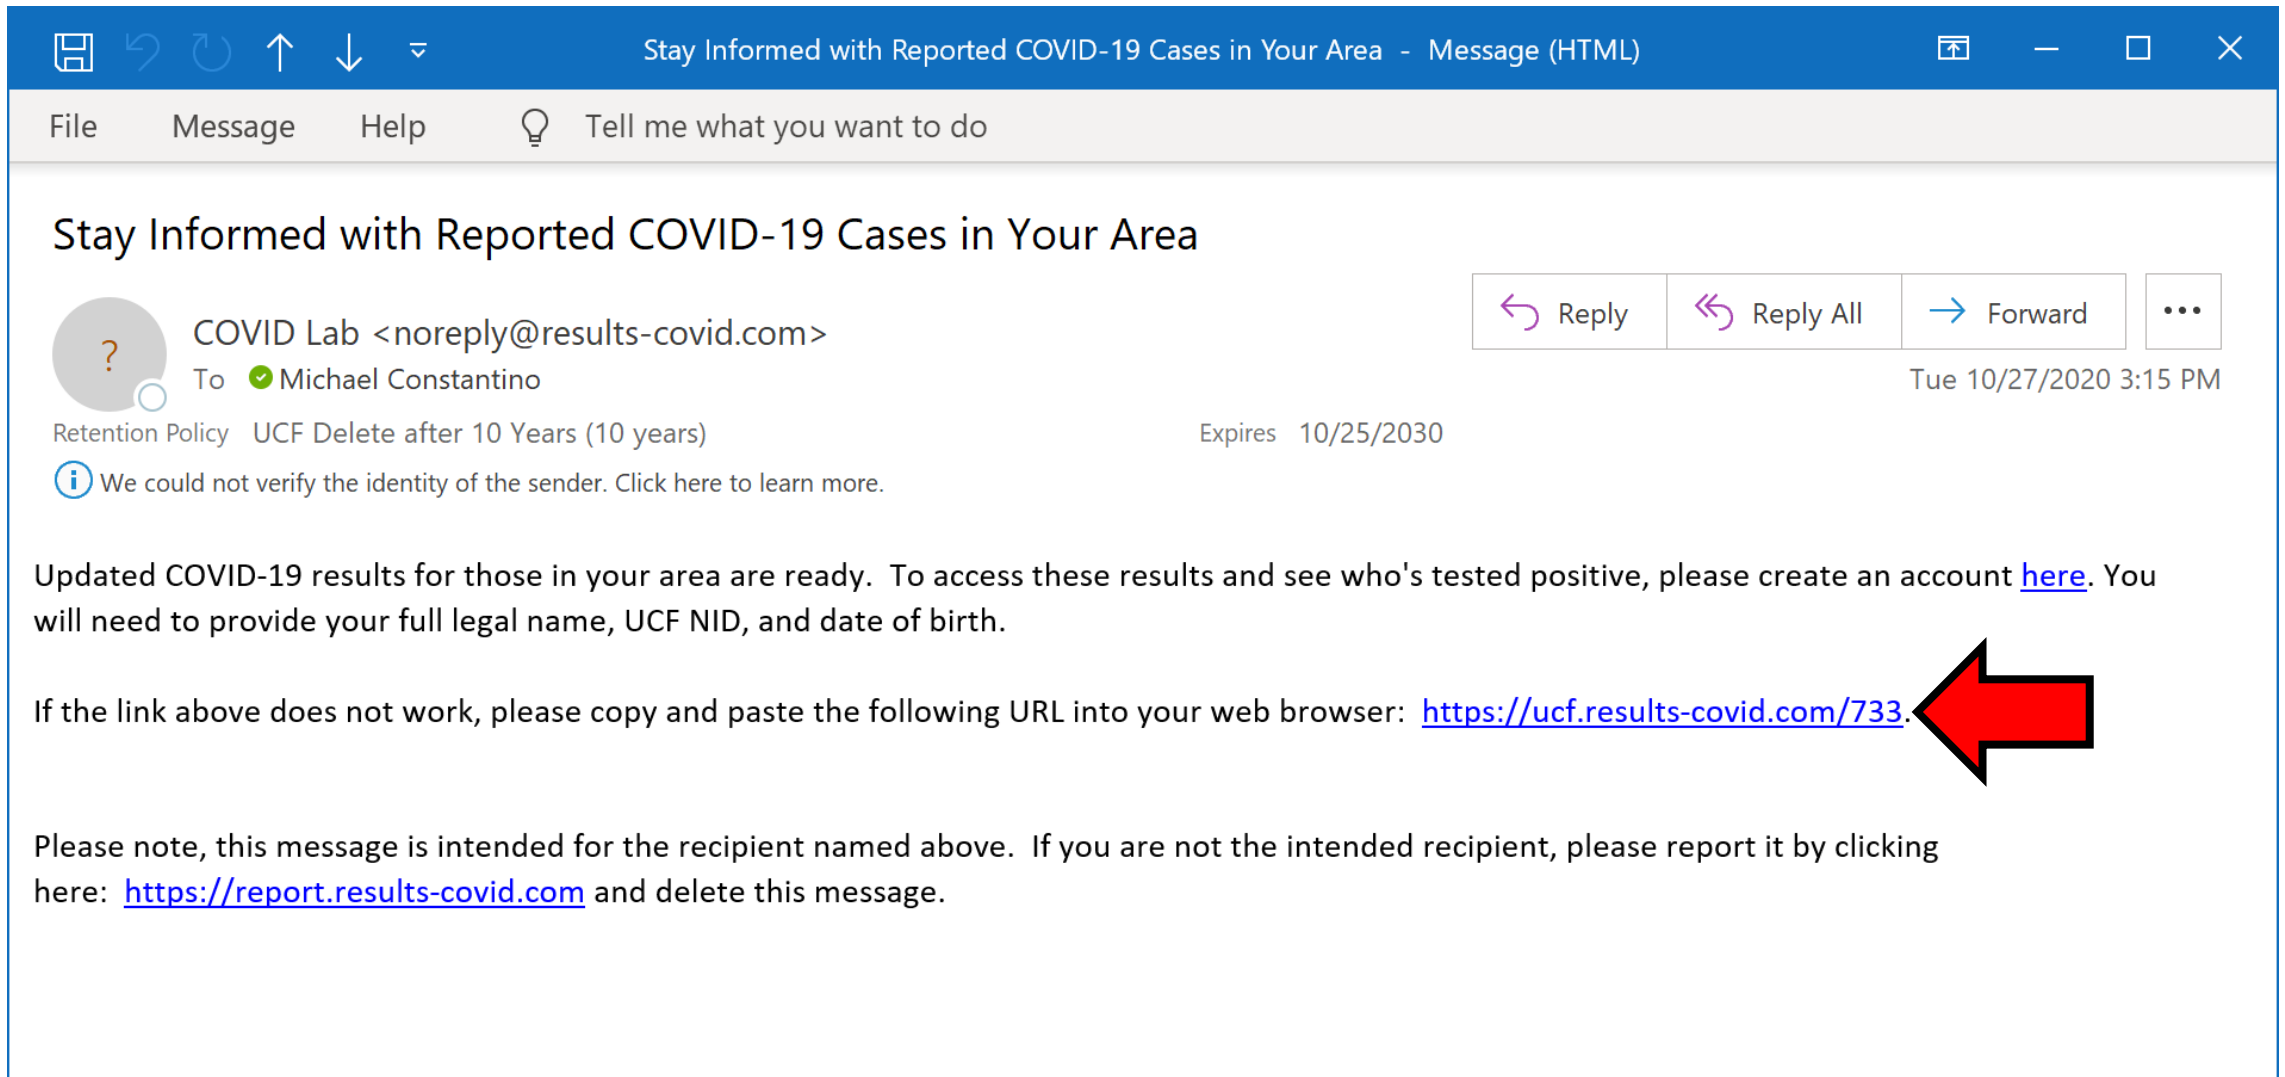 Stay Informed with Reported COVID-19 Cases in Your Area - Message (HTML)
File Message Help Tell me what you want to do
Stay Informed with Reported COVID-19 Cases in Your Area
Reply Reply All Forward
? COVID Lab <noreply@results-covid.com>
To Michael Constantino
Tue 10/27/2020 3:15 PM
Retention Policy UCF Delete after 10 Years (10 years) Expires 10/25/2030
We could not verify the identity of the sender. Click here to learn more.
Updated COVID-19 results for those in your area are ready.  To access these results and see who's tested positive, please create an account here. You
will need to provide your full legal name, UCF NID, and date of birth.
If the link above does not work, please copy and paste the following URL into your web browser:  https://ucf.results-covid.com/733.
Please note, this message is intended for the recipient named above.  If you are not the intended recipient, please report it by clicking
here:  https://report.results-covid.com and delete this message.